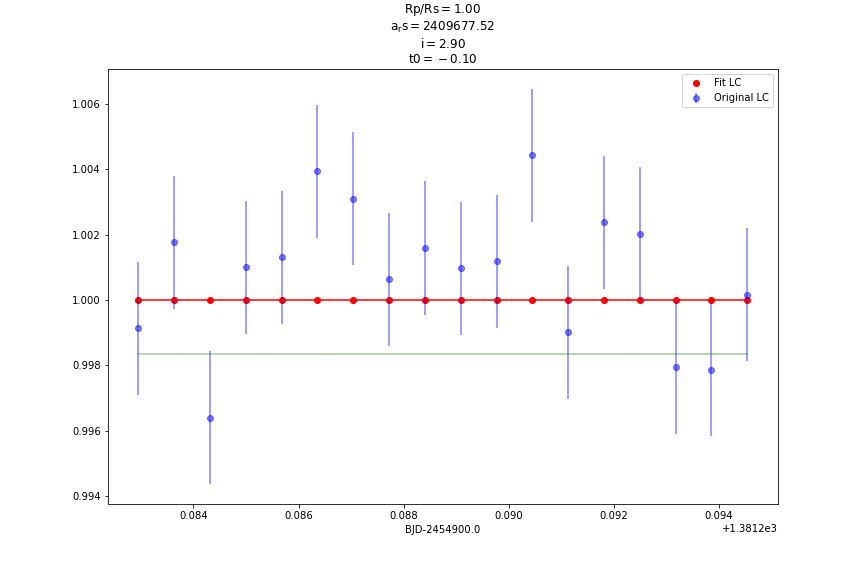 Rp/Rs = 1.00
aᵣs = 2409677.52
i = 2.90
t0 = −0.10
Fit LC
Original LC
1.006
1.004
1.002
1.000
0.998
0.996
0.994
0.084 0.086 0.088 0.090 0.092 0.094
BJD-2454900.0
+1.3812e3